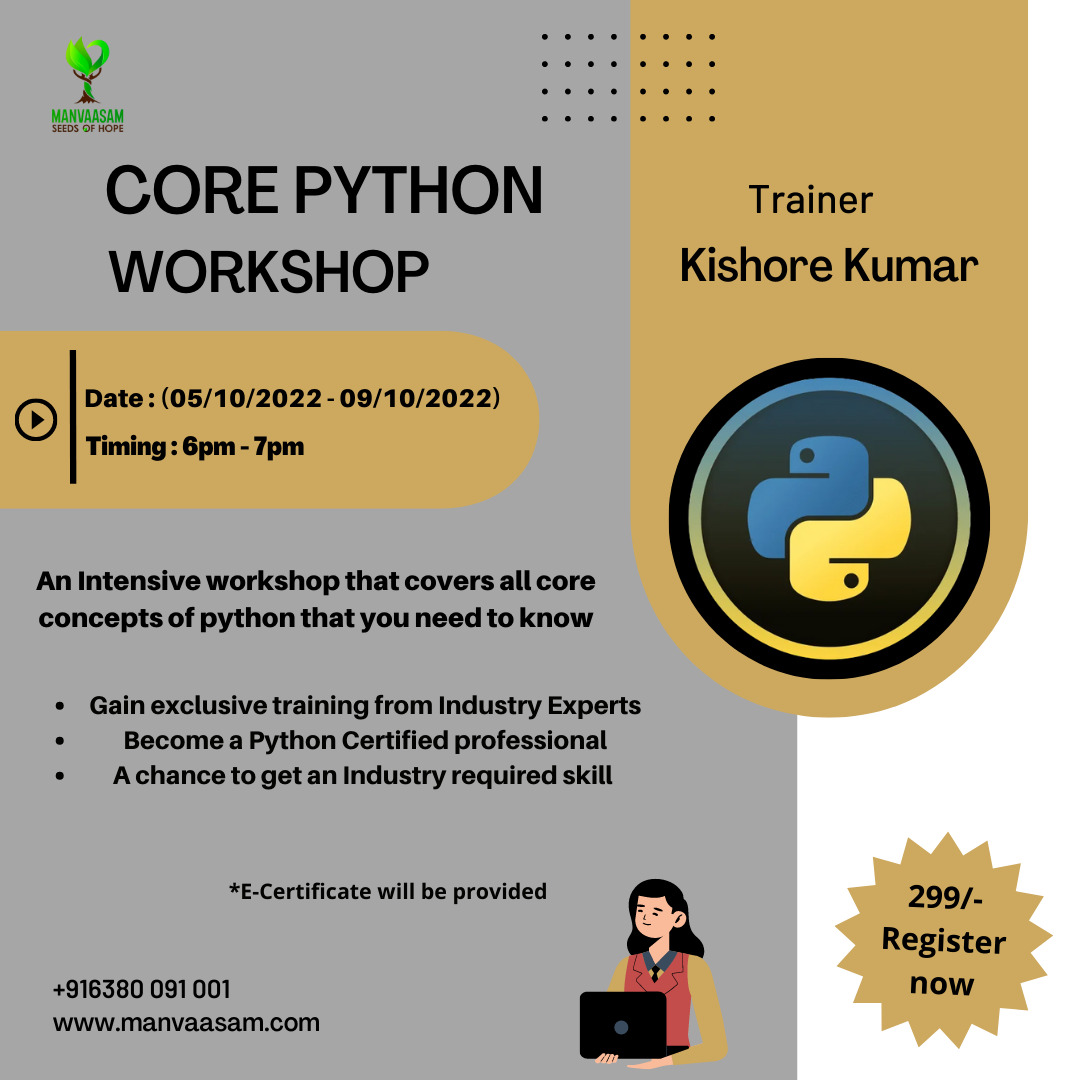 MANVAASAM
SEEDS OF HOPE
CORE PYTHON
WORKSHOP
Trainer
Kishore Kumar
Date : (05/10/2022 - 09/10/2022)
Timing : 6pm - 7pm
An Intensive workshop that covers all core
concepts of python that you need to know
• Gain exclusive training from Industry Experts
• Become a Python Certified professional
• A chance to get an Industry required skill
*E-Certificate will be provided
299/-
Register
now
+916380 091 001
www.manvaasam.com